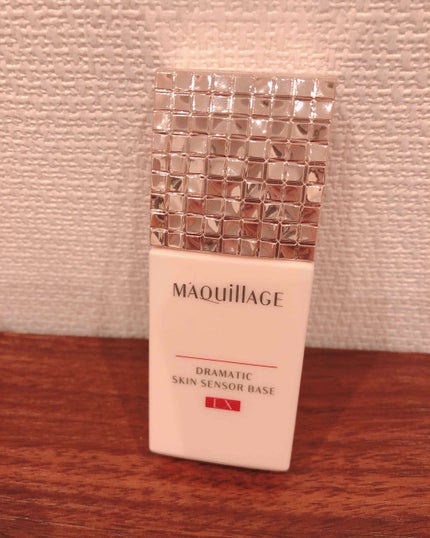 MAQuillAGE
DRAMATIC
SKIN SENSOR BASE
EX